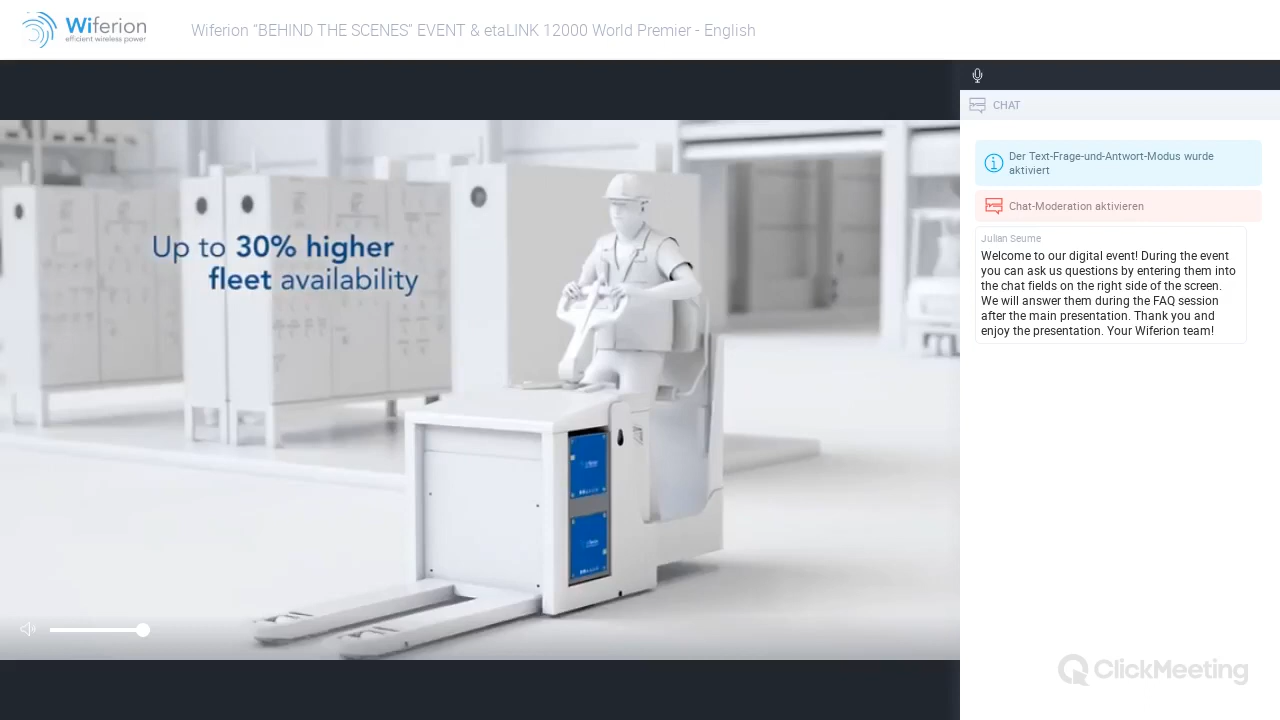 Wiferion
efficient wireless power
Wiferion “BEHIND THE SCENES” EVENT & etaLINK 12000 World Premier - English
Up to 30% higher
fleet availability
CHAT
Der Text-Frage-und-Antwort-Modus wurde
aktiviert
Chat-Moderation aktivieren
Julian Seume
Welcome to our digital event! During the event
you can ask us questions by entering them into
the chat fields on the right side of the screen.
We will answer them during the FAQ session
after the main presentation. Thank you and
enjoy the presentation. Your Wiferion team!
ClickMeeting